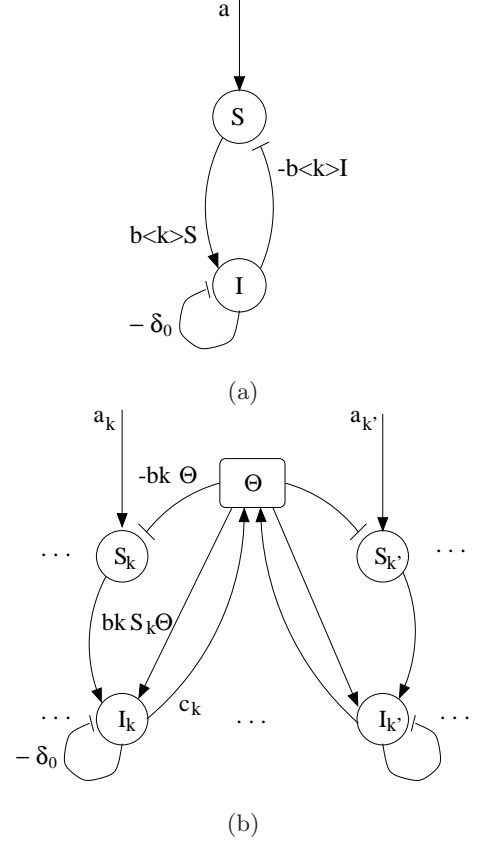 a
S
-b<k>I
b<k>S
I
– δ₀
(a)
aₖ
aₖ’
-bk Θ
Θ
. . .
Sₖ
Sₖ’
. . .
bk SₖΘ
cₖ
. . .
Iₖ
. . .
Iₖ’
. . .
– δ₀
(b)